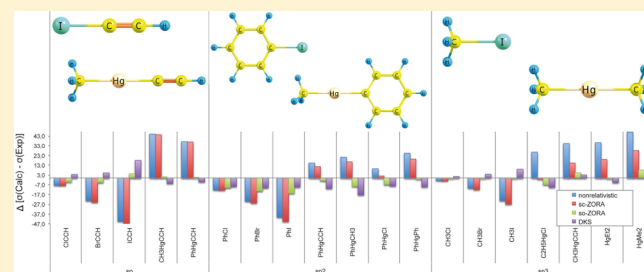 I C C H
H H H C Hg C C H
C I
H C Hg C
H H H C I
H H C Hg C H
Δ [σ(Calc) - σ(Exp)]
43,0
33,0
23,0
13,0
3,0
-7,0
-17,0
-27,0
-37,0
-47,0
nonrelativistic
sc-ZORA
so-ZORA
DKS
ClCCH
BrCCH
ICCH
CH3HgCCH
PhHgCCH
PhCl
PhBr
PhI
PhHgCCH
PhHgCH3
PhHgCl
PhHgPh
CH3Cl
CH3Br
CH3I
C2H5HgCl
CH3HgCCH
HgEt2
HgMe2
sp
sp2
sp3